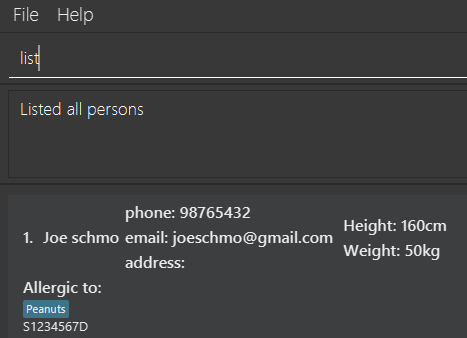 File Help
list
Listed all persons
phone: 98765432
1. Joe schmo email: joeschmo@gmail.com
address:
Height: 160cm
Weight: 50kg
Allergic to:
Peanuts
S1234567D